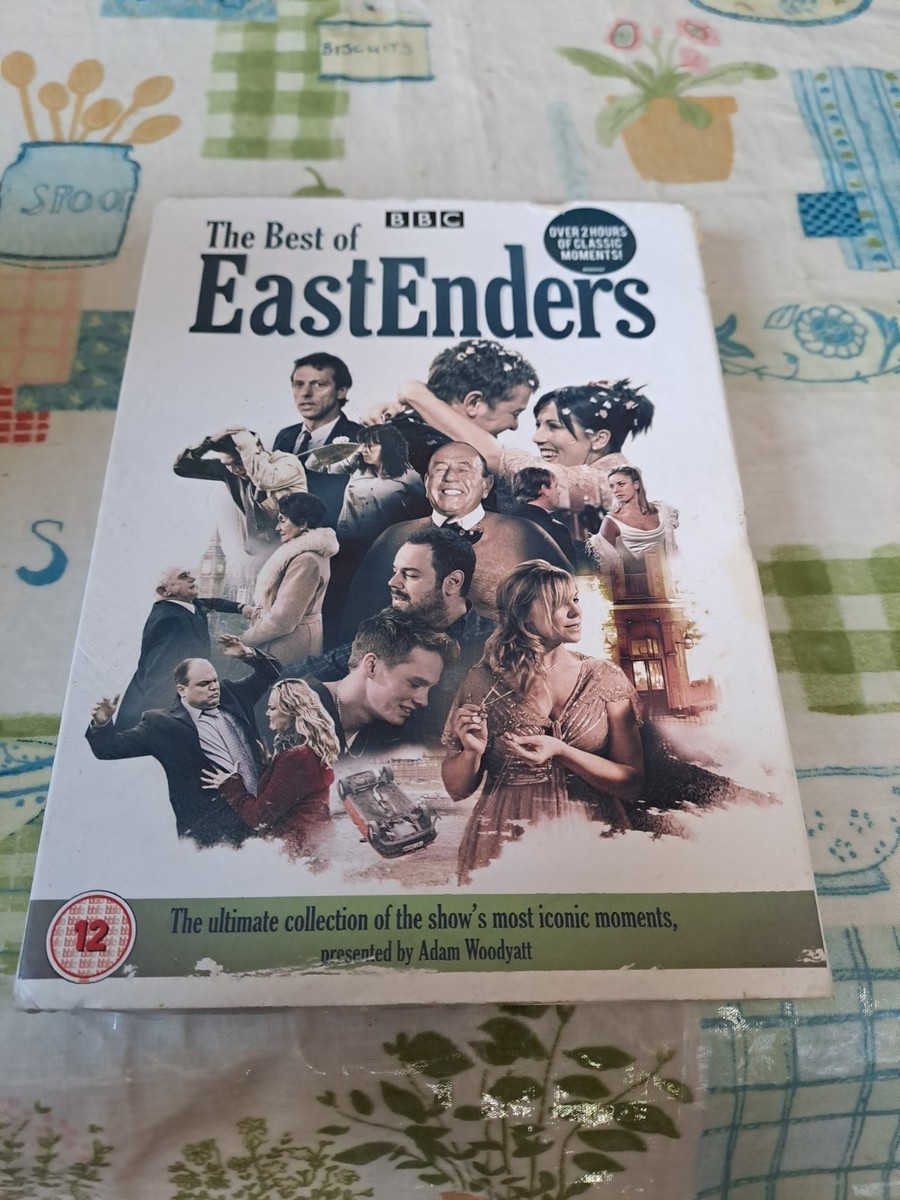 BISCUITS
SPOON
BBC
The Best of
EastEnders
OVER 2 HOURS
OF CLASSIC
MOMENTS!
S
12
The ultimate collection of the show's most iconic moments,
presented by Adam Woodyatt